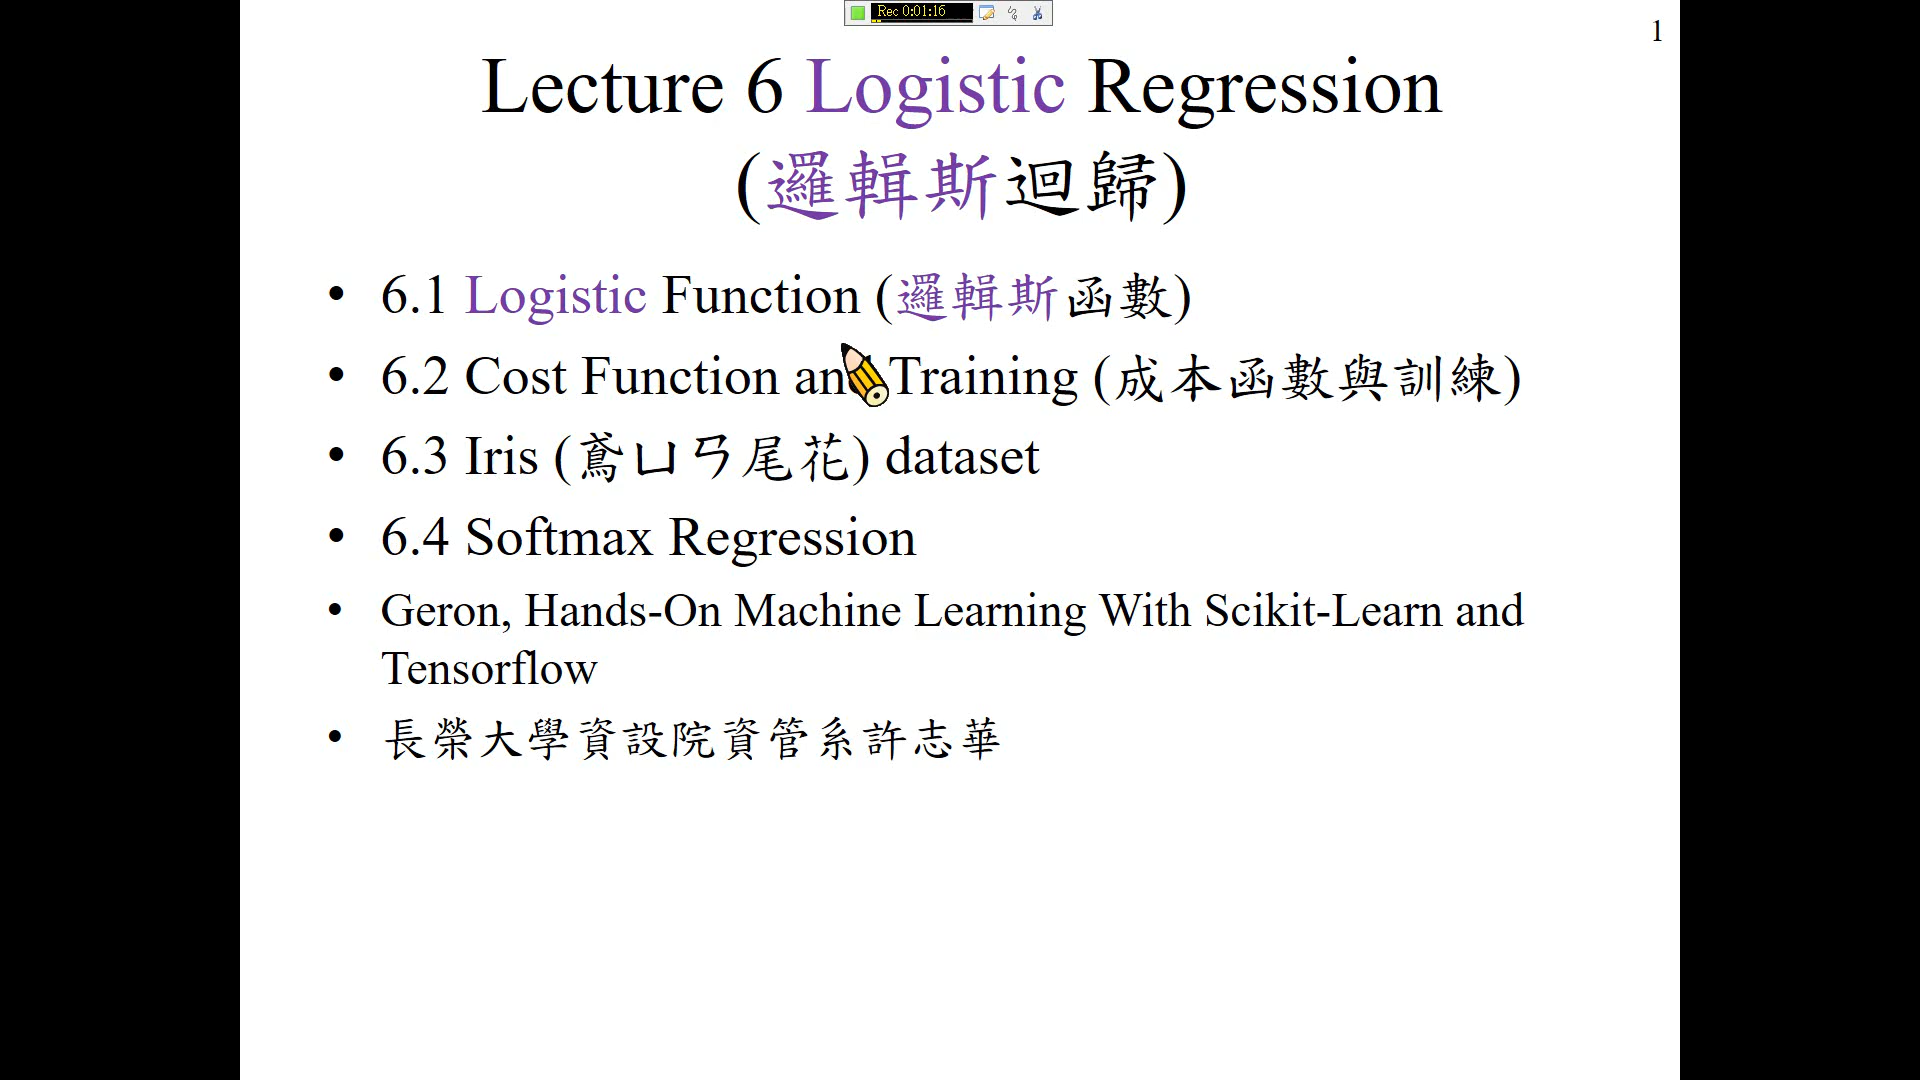 Rec 0:01:16
1
Lecture 6 Logistic Regression
(邏輯斯迴歸)
• 6.1 Logistic Function (邏輯斯函數)
• 6.2 Cost Function and Training (成本函數與訓練)
• 6.3 Iris (鳶ㄩㄢ尾花) dataset
• 6.4 Softmax Regression
• Geron, Hands-On Machine Learning With Scikit-Learn and
Tensorflow
• 長榮大學資設院資管系許志華